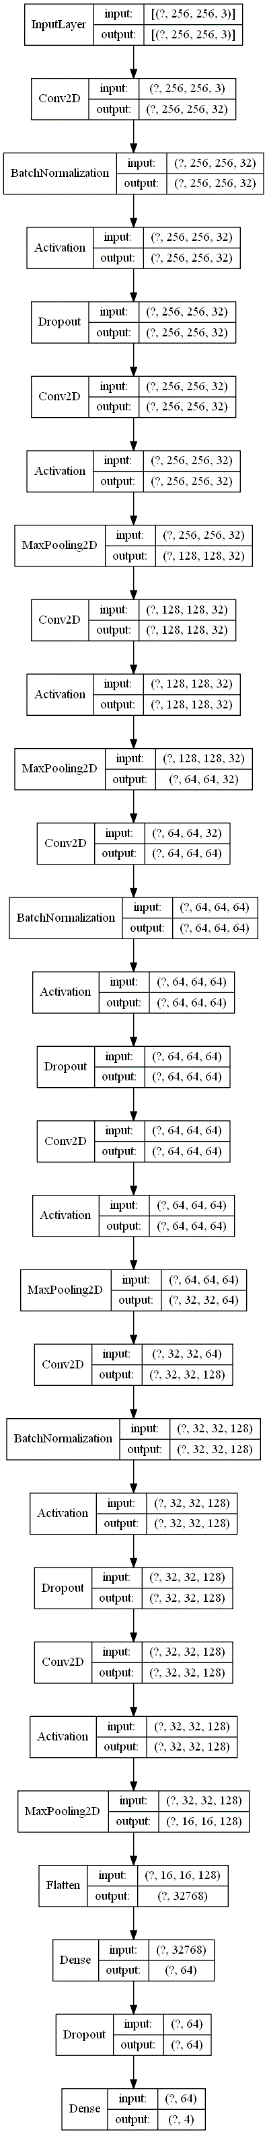 InputLayer input: [(?, 256, 256, 3)]
output: [(?, 256, 256, 3)]
Conv2D input: (?, 256, 256, 3)
output: (?, 256, 256, 32)
BatchNormalization input: (?, 256, 256, 32)
output: (?, 256, 256, 32)
Activation input: (?, 256, 256, 32)
output: (?, 256, 256, 32)
Dropout input: (?, 256, 256, 32)
output: (?, 256, 256, 32)
Conv2D input: (?, 256, 256, 32)
output: (?, 256, 256, 32)
Activation input: (?, 256, 256, 32)
output: (?, 256, 256, 32)
MaxPooling2D input: (?, 256, 256, 32)
output: (?, 128, 128, 32)
Conv2D input: (?, 128, 128, 32)
output: (?, 128, 128, 32)
Activation input: (?, 128, 128, 32)
output: (?, 128, 128, 32)
MaxPooling2D input: (?, 128, 128, 32)
output: (?, 64, 64, 32)
Conv2D input: (?, 64, 64, 32)
output: (?, 64, 64, 64)
BatchNormalization input: (?, 64, 64, 64)
output: (?, 64, 64, 64)
Activation input: (?, 64, 64, 64)
output: (?, 64, 64, 64)
Dropout input: (?, 64, 64, 64)
output: (?, 64, 64, 64)
Conv2D input: (?, 64, 64, 64)
output: (?, 64, 64, 64)
Activation input: (?, 64, 64, 64)
output: (?, 64, 64, 64)
MaxPooling2D input: (?, 64, 64, 64)
output: (?, 32, 32, 64)
Conv2D input: (?, 32, 32, 64)
output: (?, 32, 32, 128)
BatchNormalization input: (?, 32, 32, 128)
output: (?, 32, 32, 128)
Activation input: (?, 32, 32, 128)
output: (?, 32, 32, 128)
Dropout input: (?, 32, 32, 128)
output: (?, 32, 32, 128)
Conv2D input: (?, 32, 32, 128)
output: (?, 32, 32, 128)
Activation input: (?, 32, 32, 128)
output: (?, 32, 32, 128)
MaxPooling2D input: (?, 32, 32, 128)
output: (?, 16, 16, 128)
Flatten input: (?, 16, 16, 128)
output: (?, 32768)
Dense input: (?, 32768)
output: (?, 64)
Dropout input: (?, 64)
output: (?, 64)
Dense input: (?, 64)
output: (?, 4)